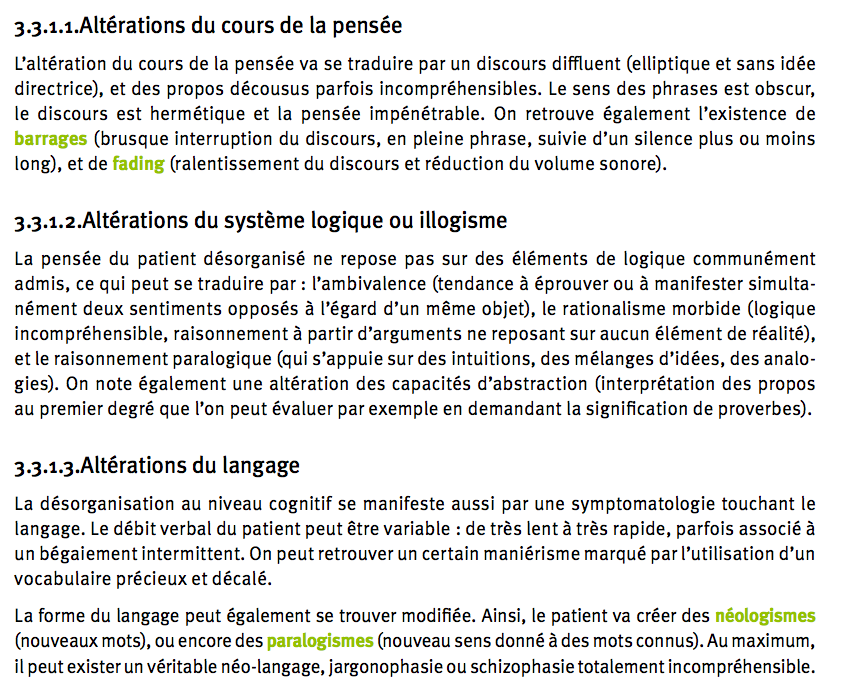 3.3.1.1.Altérations du cours de la pensée
L’altération du cours de la pensée va se traduire par un discours diffluent (elliptique et sans idée
directrice), et des propos décousus parfois incompréhensibles. Le sens des phrases est obscur,
le discours est hermétique et la pensée impénétrable. On retrouve également l’existence de
barrages (brusque interruption du discours, en pleine phrase, suivie d’un silence plus ou moins
long), et de fading (ralentissement du discours et réduction du volume sonore).
3.3.1.2.Altérations du système logique ou illogisme
La pensée du patient désorganisé ne repose pas sur des éléments de logique communément
admis, ce qui peut se traduire par : l’ambivalence (tendance à éprouver ou à manifester simulta-
nément deux sentiments opposés à l’égard d’un même objet), le rationalisme morbide (logique
incompréhensible, raisonnement à partir d’arguments ne reposant sur aucun élément de réalité),
et le raisonnement paralogique (qui s’appuie sur des intuitions, des mélanges d’idées, des analo-
gies). On note également une altération des capacités d’abstraction (interprétation des propos
au premier degré que l’on peut évaluer par exemple en demandant la signification de proverbes).
3.3.1.3.Altérations du langage
La désorganisation au niveau cognitif se manifeste aussi par une symptomatologie touchant le
langage. Le débit verbal du patient peut être variable : de très lent à très rapide, parfois associé à
un bégaiement intermittent. On peut retrouver un certain maniérisme marqué par l’utilisation d’un
vocabulaire précieux et décalé.
La forme du langage peut également se trouver modifiée. Ainsi, le patient va créer des néologismes
(nouveaux mots), ou encore des paralogismes (nouveau sens donné à des mots connus). Au maximum,
il peut exister un véritable néo-langage, jargonophasie ou schizophasie totalement incompréhensible.